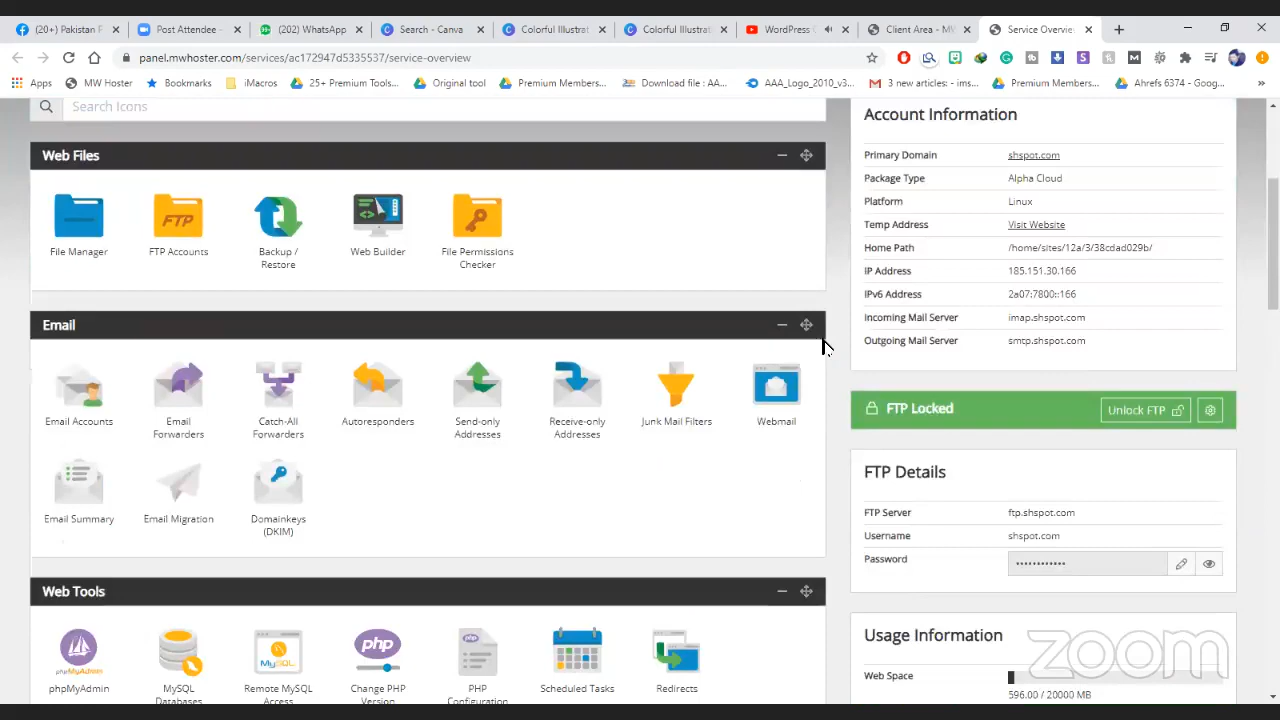 (20+) Pakistan F
Post Attendee -
(202) WhatsApp
Search - Canva
Colorful Illustrat
Colorful Illustrat
WordPress
Client Area - MW
Service Overvie
panel.mwhoster.com/services/ac172947d5335537/service-overview
Apps
MW Hoster
Bookmarks
iMacros
25+ Premium Tools...
Original tool
Premium Members...
Download file : AA...
AAA_Logo_2010_v3...
3 new articles: - ims...
Premium Members...
Ahrefs 6374 - Goog...
Search Icons
Web Files
File Manager
FTP
FTP Accounts
Backup /
Restore
Web Builder
File Permissions
Checker
Email
Email Accounts
Email
Forwarders
Catch-All
Forwarders
Autoresponders
Send-only
Addresses
Receive-only
Addresses
Junk Mail Filters
Webmail
Email Summary
Email Migration
Domainkeys
(DKIM)
Web Tools
phpMyAdmin
MySQL
Databases
MySQL
Remote MySQL
Access
php
Change PHP
Version
php
PHP
Configuration
Scheduled Tasks
Redirects
Account Information
Primary Domain shspot.com
Package Type Alpha Cloud
Platform Linux
Temp Address Visit Website
Home Path /home/sites/12a/3/38cdad029b/
IP Address 185.151.30.166
IPv6 Address 2a07:7800::166
Incoming Mail Server imap.shspot.com
Outgoing Mail Server smtp.shspot.com
FTP Locked
Unlock FTP
FTP Details
FTP Server ftp.shspot.com
Username shspot.com
Password ••••••••••••
Usage Information
Web Space
596.00 / 20000 MB
zoom